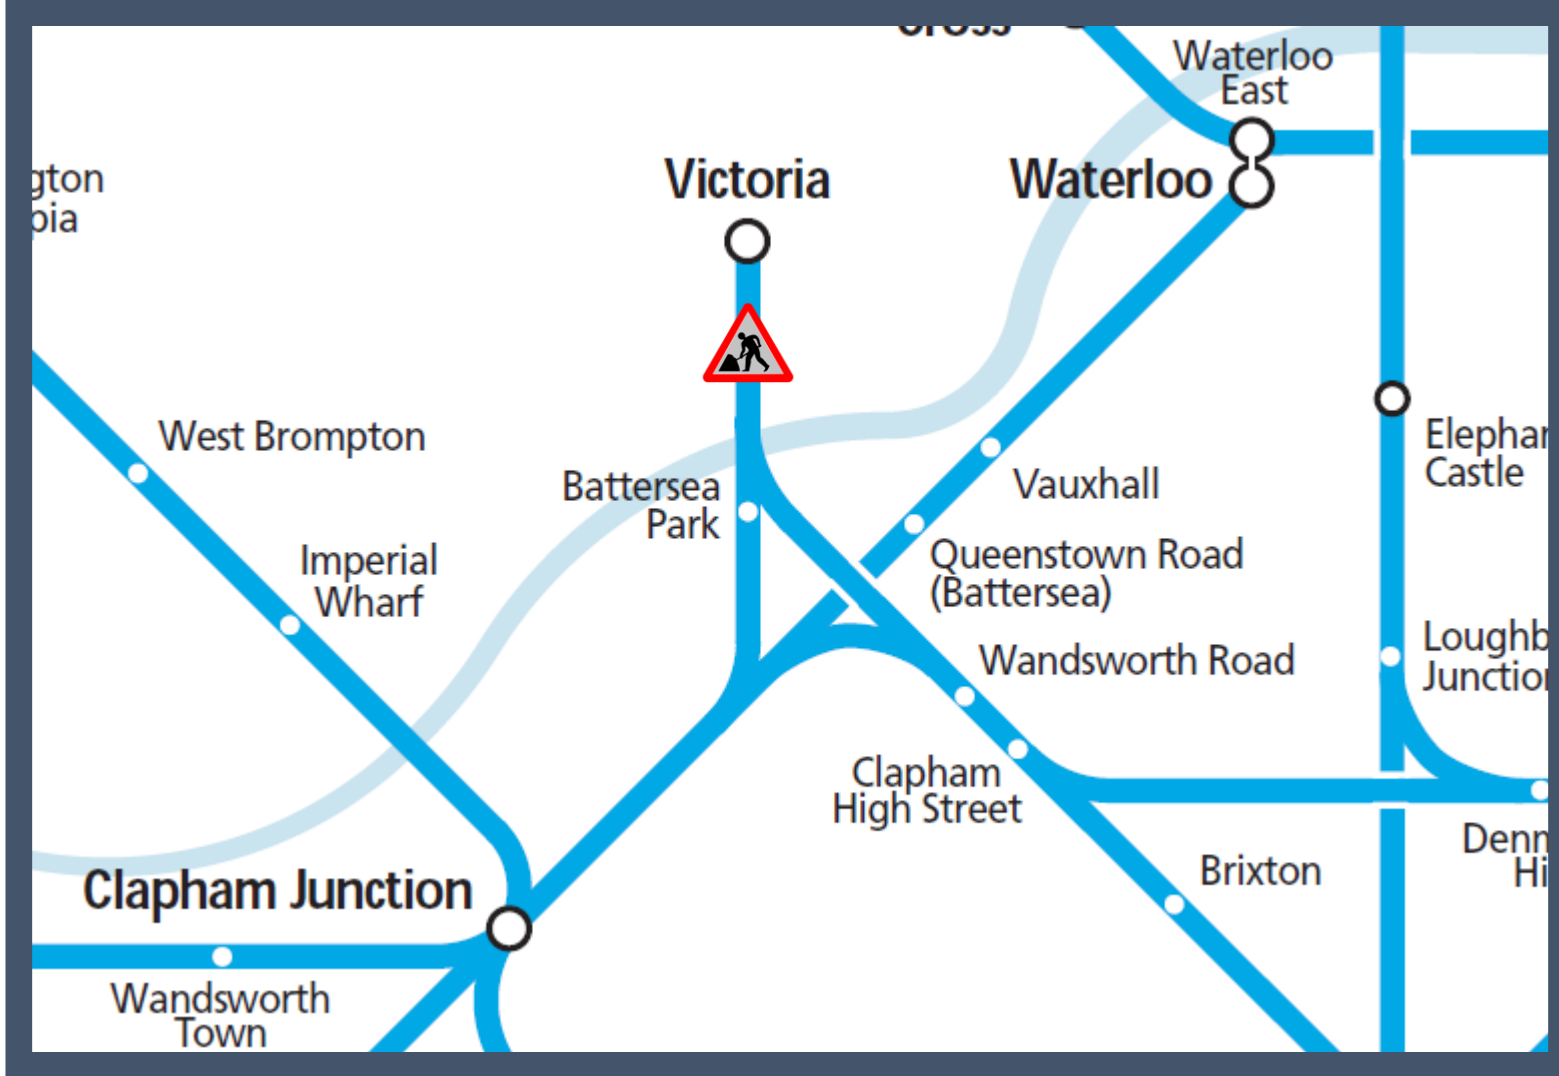 Waterloo
East
Victoria
Waterloo
West Brompton
Castle
Battersea
Park
Vauxhall
Imperial
Wharf
Queenstown Road
(Battersea)
Wandsworth Road
Clapham
High Street
Brixton
Clapham Junction
Wandsworth
Town